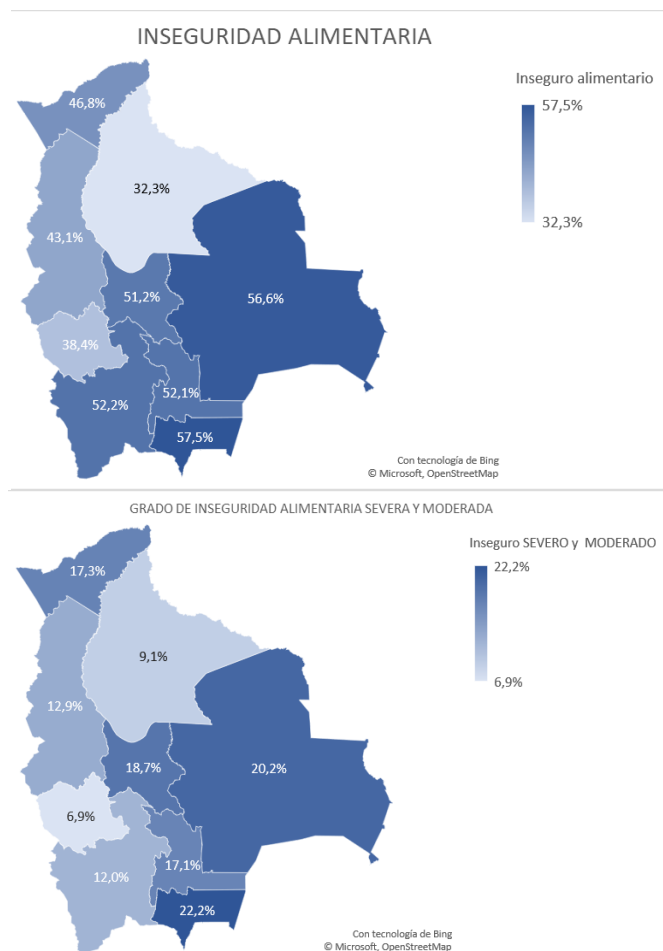 INSEGURIDAD ALIMENTARIA
Inseguro alimentario
57,5%
32,3%
46,8%
32,3%
43,1%
51,2%
56,6%
38,4%
52,1%
52,2%
57,5%
Con tecnología de Bing
© Microsoft, OpenStreetMap
GRADO DE INSEGURIDAD ALIMENTARIA SEVERA Y MODERADA
Inseguro SEVERO y MODERADO
22,2%
6,9%
17,3%
9,1%
12,9%
18,7%
20,2%
6,9%
17,1%
12,0%
22,2%
Con tecnología de Bing
© Microsoft, OpenStreetMap